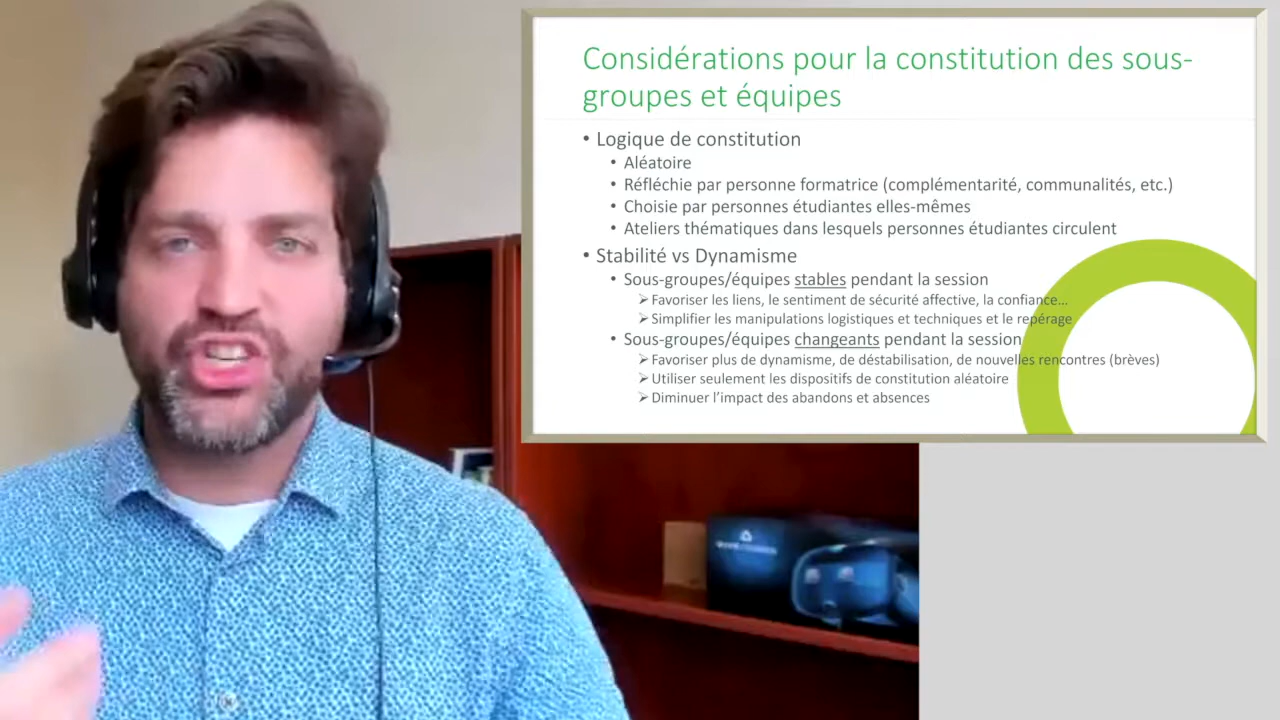 Considérations pour la constitution des sous-
groupes et équipes
• Logique de constitution
• Aléatoire
• Réfléchie par personne formatrice (complémentarité, communalités, etc.)
• Choisie par personnes étudiantes elles-mêmes
• Ateliers thématiques dans lesquels personnes étudiantes circulent
• Stabilité vs Dynamisme
• Sous-groupes/équipes stables pendant la session
➢Favoriser les liens, le sentiment de sécurité affective, la confiance…
➢Simplifier les manipulations logistiques et techniques et le repérage
• Sous-groupes/équipes changeants pendant la session
➢Favoriser plus de dynamisme, de déstabilisation, de nouvelles rencontres (brèves)
➢Utiliser seulement les dispositifs de constitution aléatoire
➢Diminuer l’impact des abandons et absences